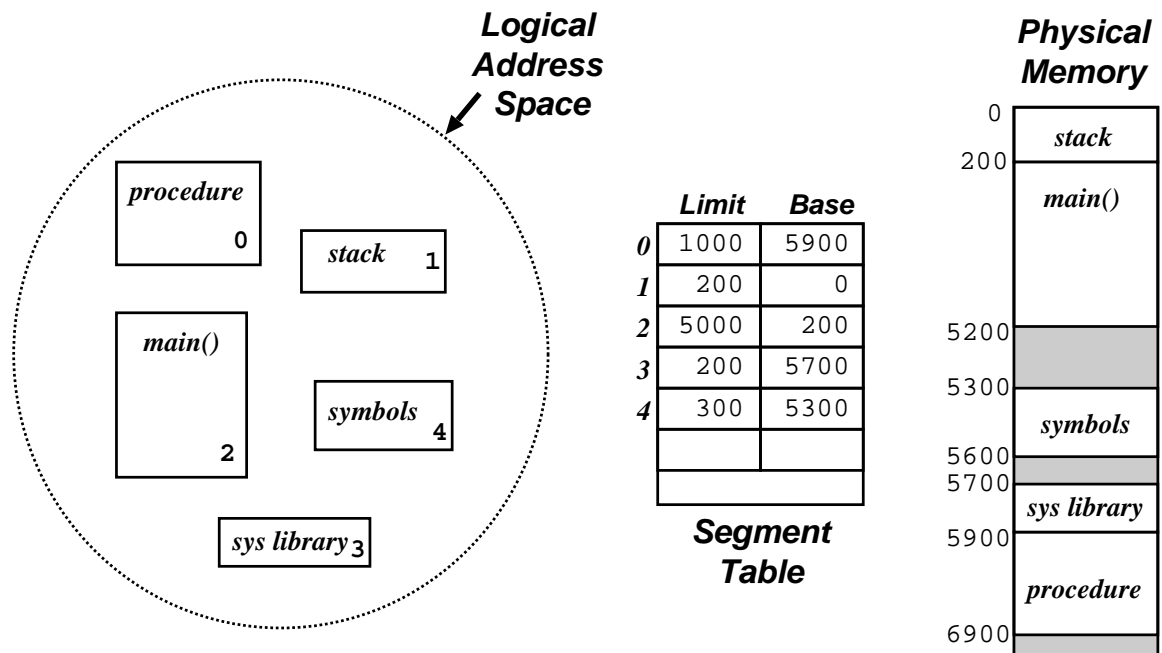 Logical
Address
Space
procedure
0
stack 1
main()
2
symbols 4
sys library 3
Limit Base
0 1000 5900
1 200 0
2 5000 200
3 200 5700
4 300 5300
Segment
Table
Physical
Memory
0
stack
200
main()
5200
5300
symbols
5600
5700
sys library
5900
procedure
6900